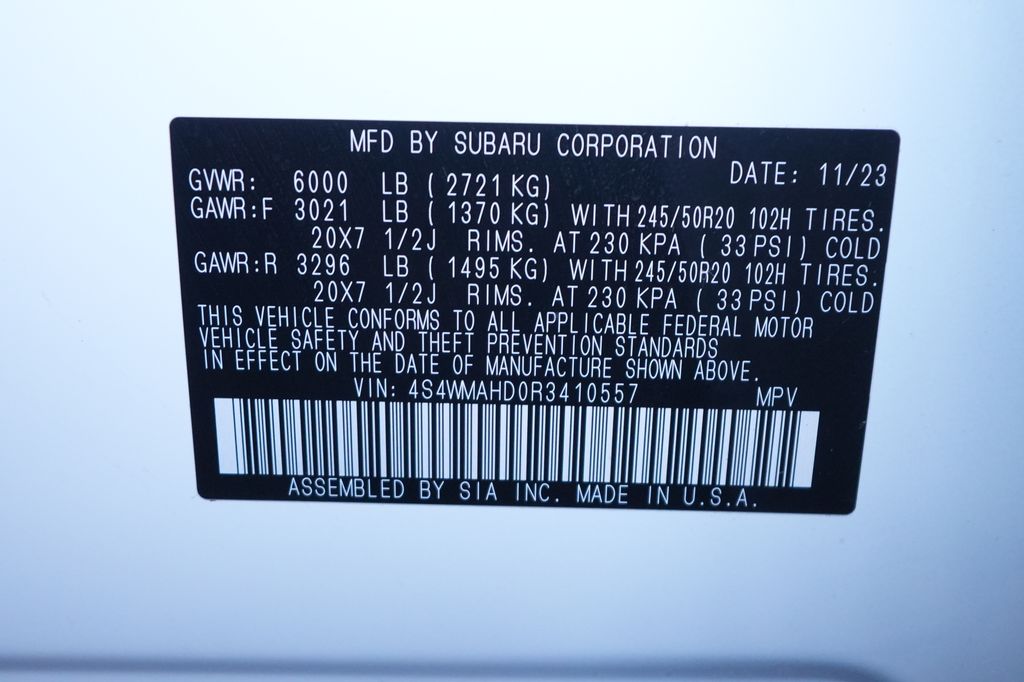 MFD BY SUBARU CORPORATION
DATE: 11/23
GVWR: 6000 LB ( 2721 KG)
GAWR:F 3021 LB ( 1370 KG) WITH 245/50R20 102H TIRES.
20X7 1/2J RIMS. AT 230 KPA ( 33 PSI) COLD
GAWR:R 3296 LB ( 1495 KG) WITH 245/50R20 102H TIRES.
20X7 1/2J RIMS. AT 230 KPA ( 33 PSI) COLD
THIS VEHICLE CONFORMS TO ALL APPLICABLE FEDERAL MOTOR
VEHICLE SAFETY AND THEFT PREVENTION STANDARDS
IN EFFECT ON THE DATE OF MANUFACTURE SHOWN ABOVE.
VIN: 4S4WMAHD0R3410557 MPV
ASSEMBLED BY SIA INC. MADE IN U.S.A.